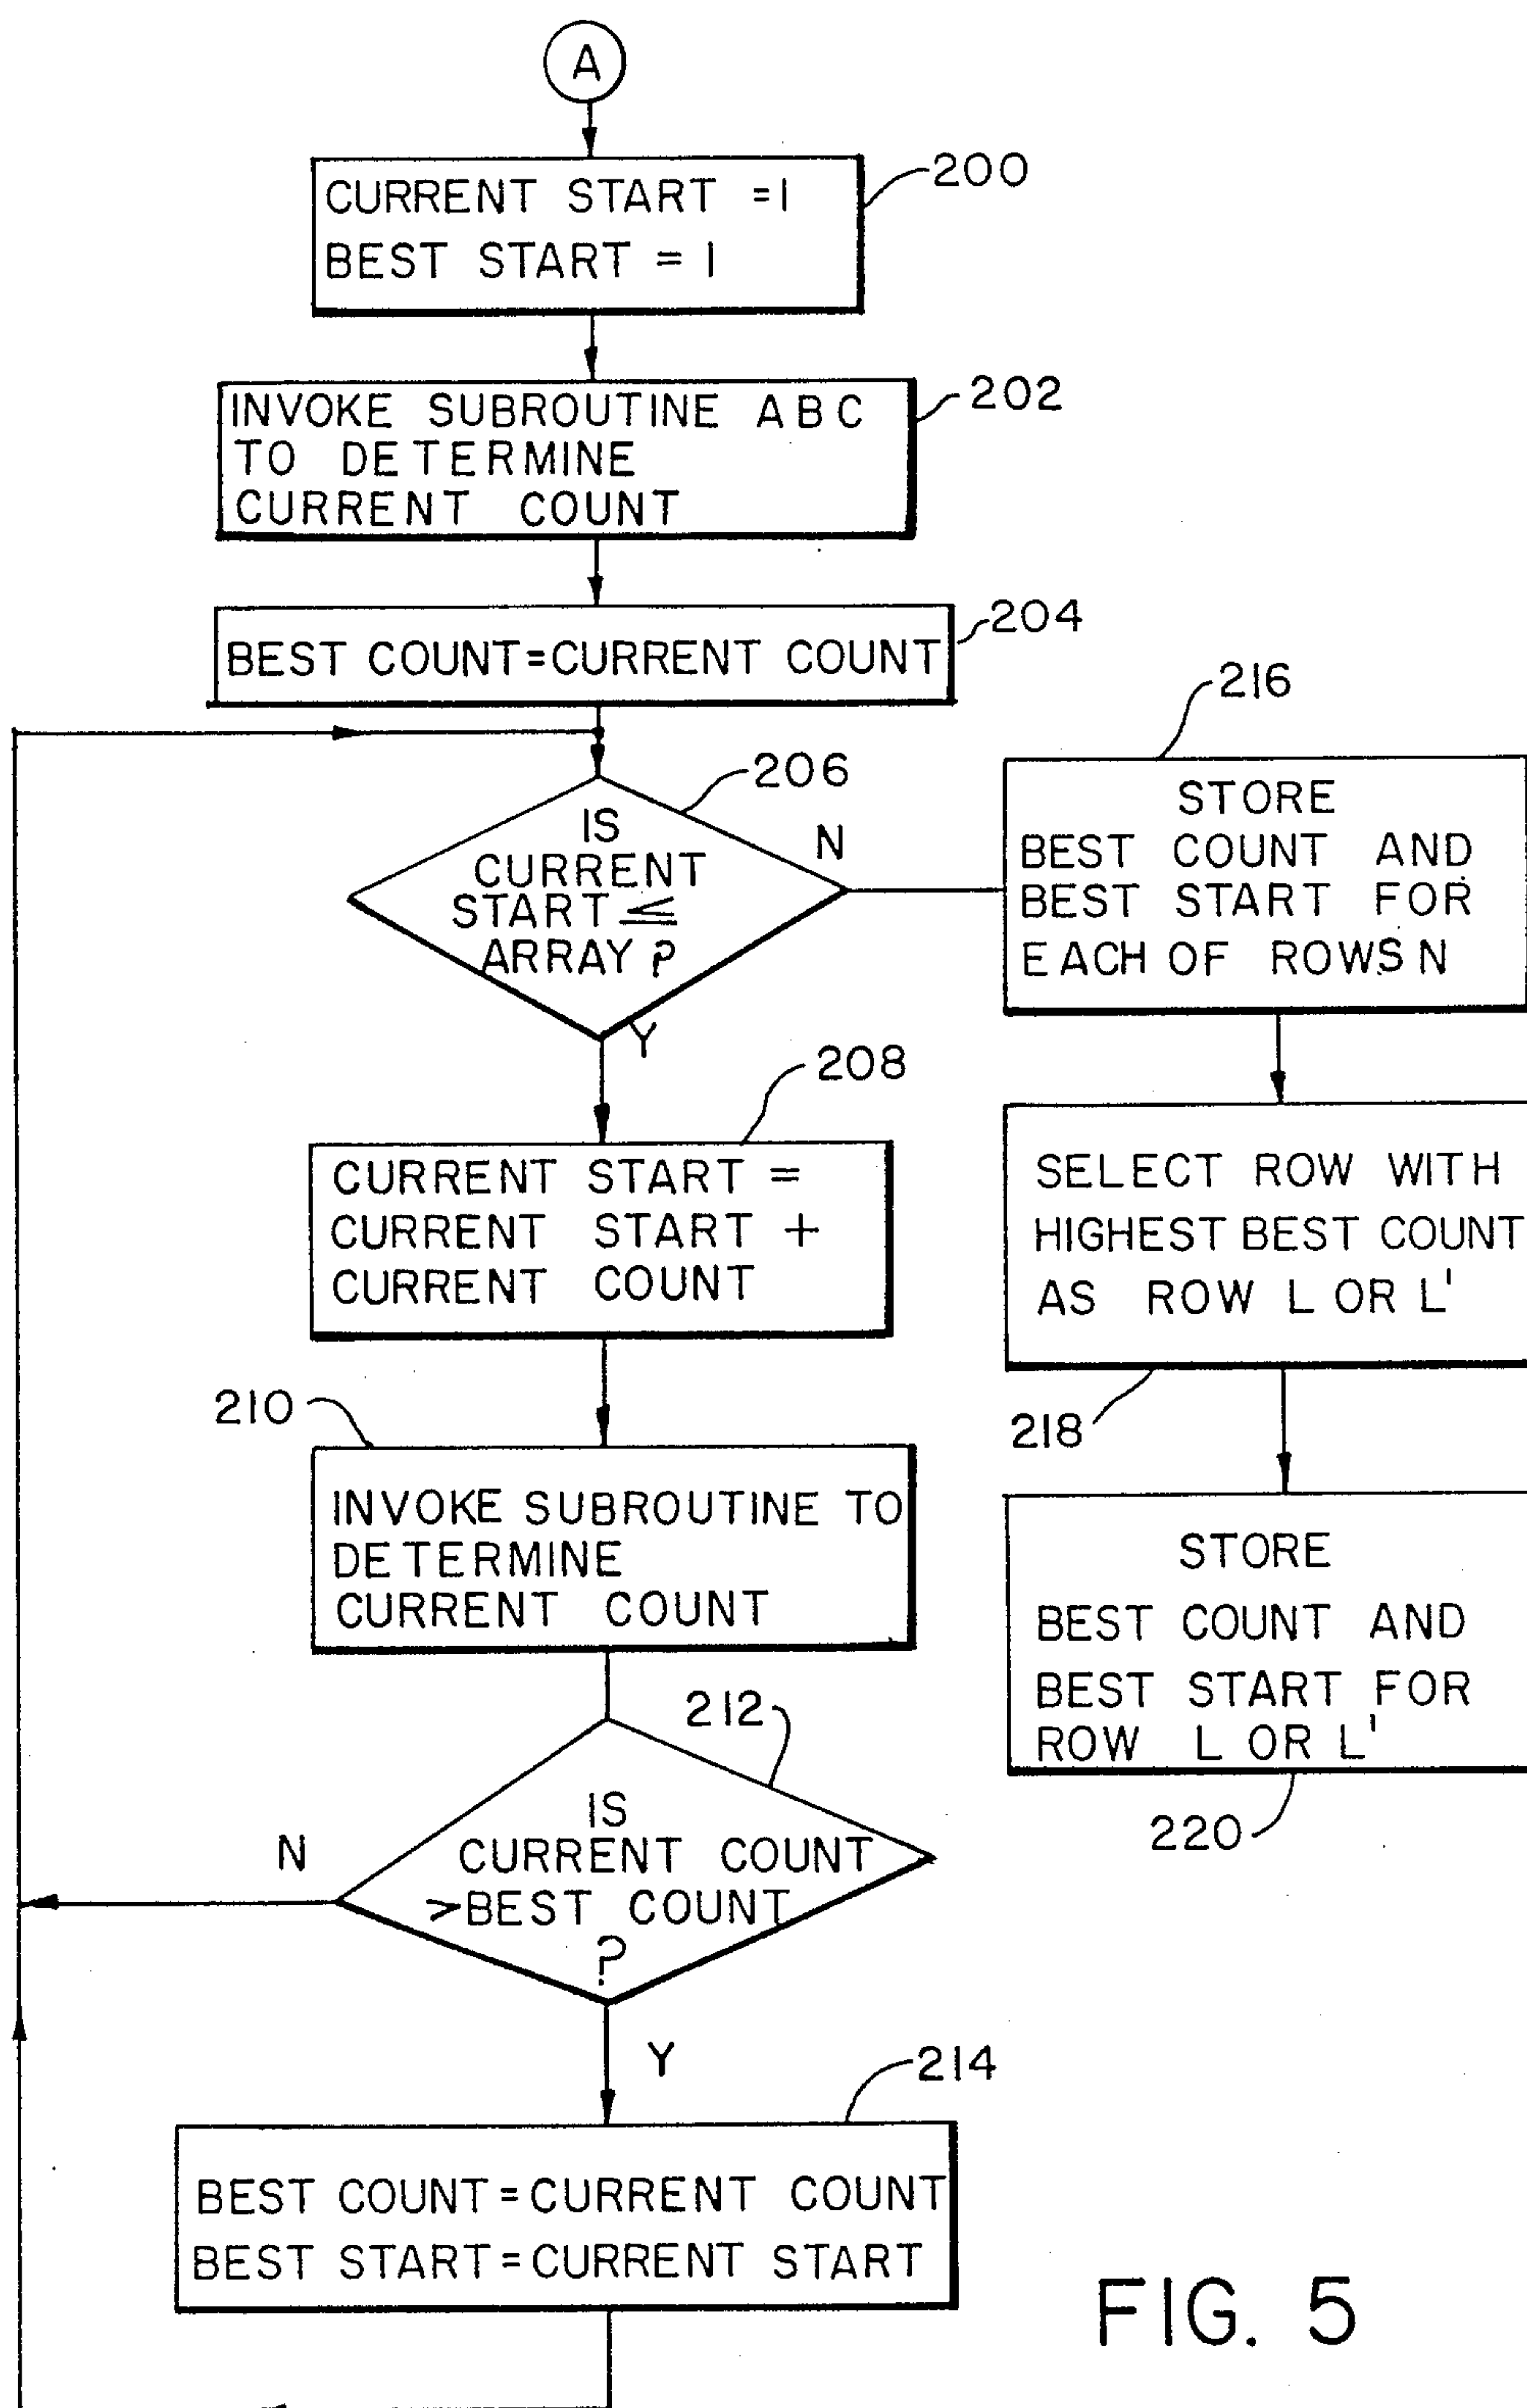 A
200
CURRENT START =1
BEST START = 1
202
INVOKE SUBROUTINE ABC
TO DETERMINE
CURRENT COUNT
204
BEST COUNT=CURRENT COUNT
206
IS
CURRENT
START ≤
ARRAY ?
N
Y
216
STORE
BEST COUNT AND
BEST START FOR
EACH OF ROWS N
208
CURRENT START =
CURRENT START +
CURRENT COUNT
SELECT ROW WITH
HIGHEST BEST COUNT
AS ROW L OR L'
218
210
INVOKE SUBROUTINE TO
DETERMINE
CURRENT COUNT
STORE
BEST COUNT AND
BEST START FOR
ROW L OR L'
220
212
IS
CURRENT COUNT
>BEST COUNT
?
N
Y
214
BEST COUNT=CURRENT COUNT
BEST START=CURRENT START
FIG. 5